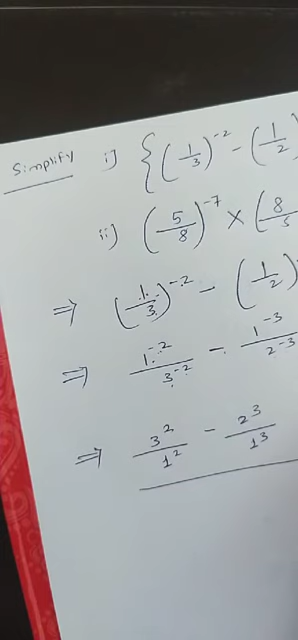 Simplify i) {(1/3)^-2 - (1/2)
ii) (5/8)^-7 × (8/5
⇒ (1/3)^-2 - (1/2)
⇒ 1^-2/3^-2 - 1^-3/2^-3
⇒ 3^2/1^2 - 2^3/1^3